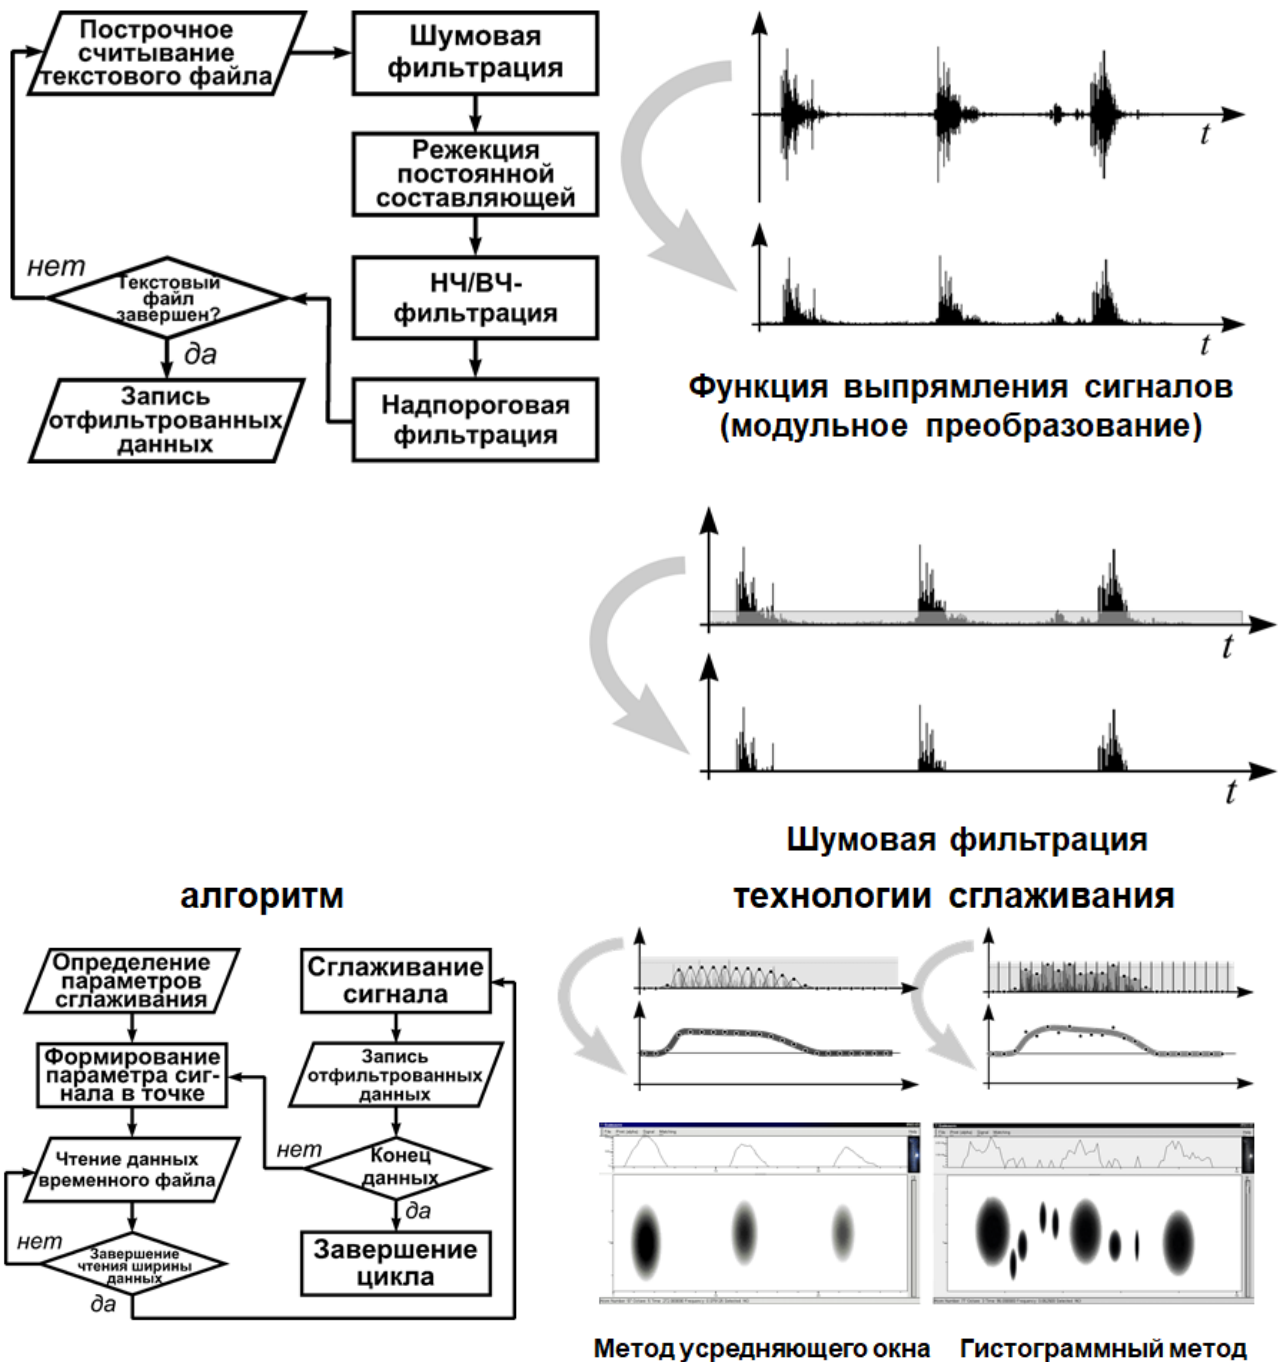 Построчное
считывание
текстового файла
Шумовая
фильтрация
Режекция
постоянной
составляющей
НЧ/ВЧ-
фильтрация
Надпороговая
фильтрация
нет
Текстовый
файл
завершен?
да
Запись
отфильтрованных
данных
t
t
Функция выпрямления сигналов
(модульное преобразование)
t
t
Шумовая фильтрация
алгоритм
технологии сглаживания
Определение
параметров
сглаживания
Формирование
параметра сиг-
нала в точке
Чтение данных
временного файла
нет
Завершение
чтения ширины
данных
да
Сглаживание
сигнала
Запись
отфильтрованных
данных
нет
Конец
данных
да
Завершение
цикла
Метод усредняющего окна
Гистограммный метод